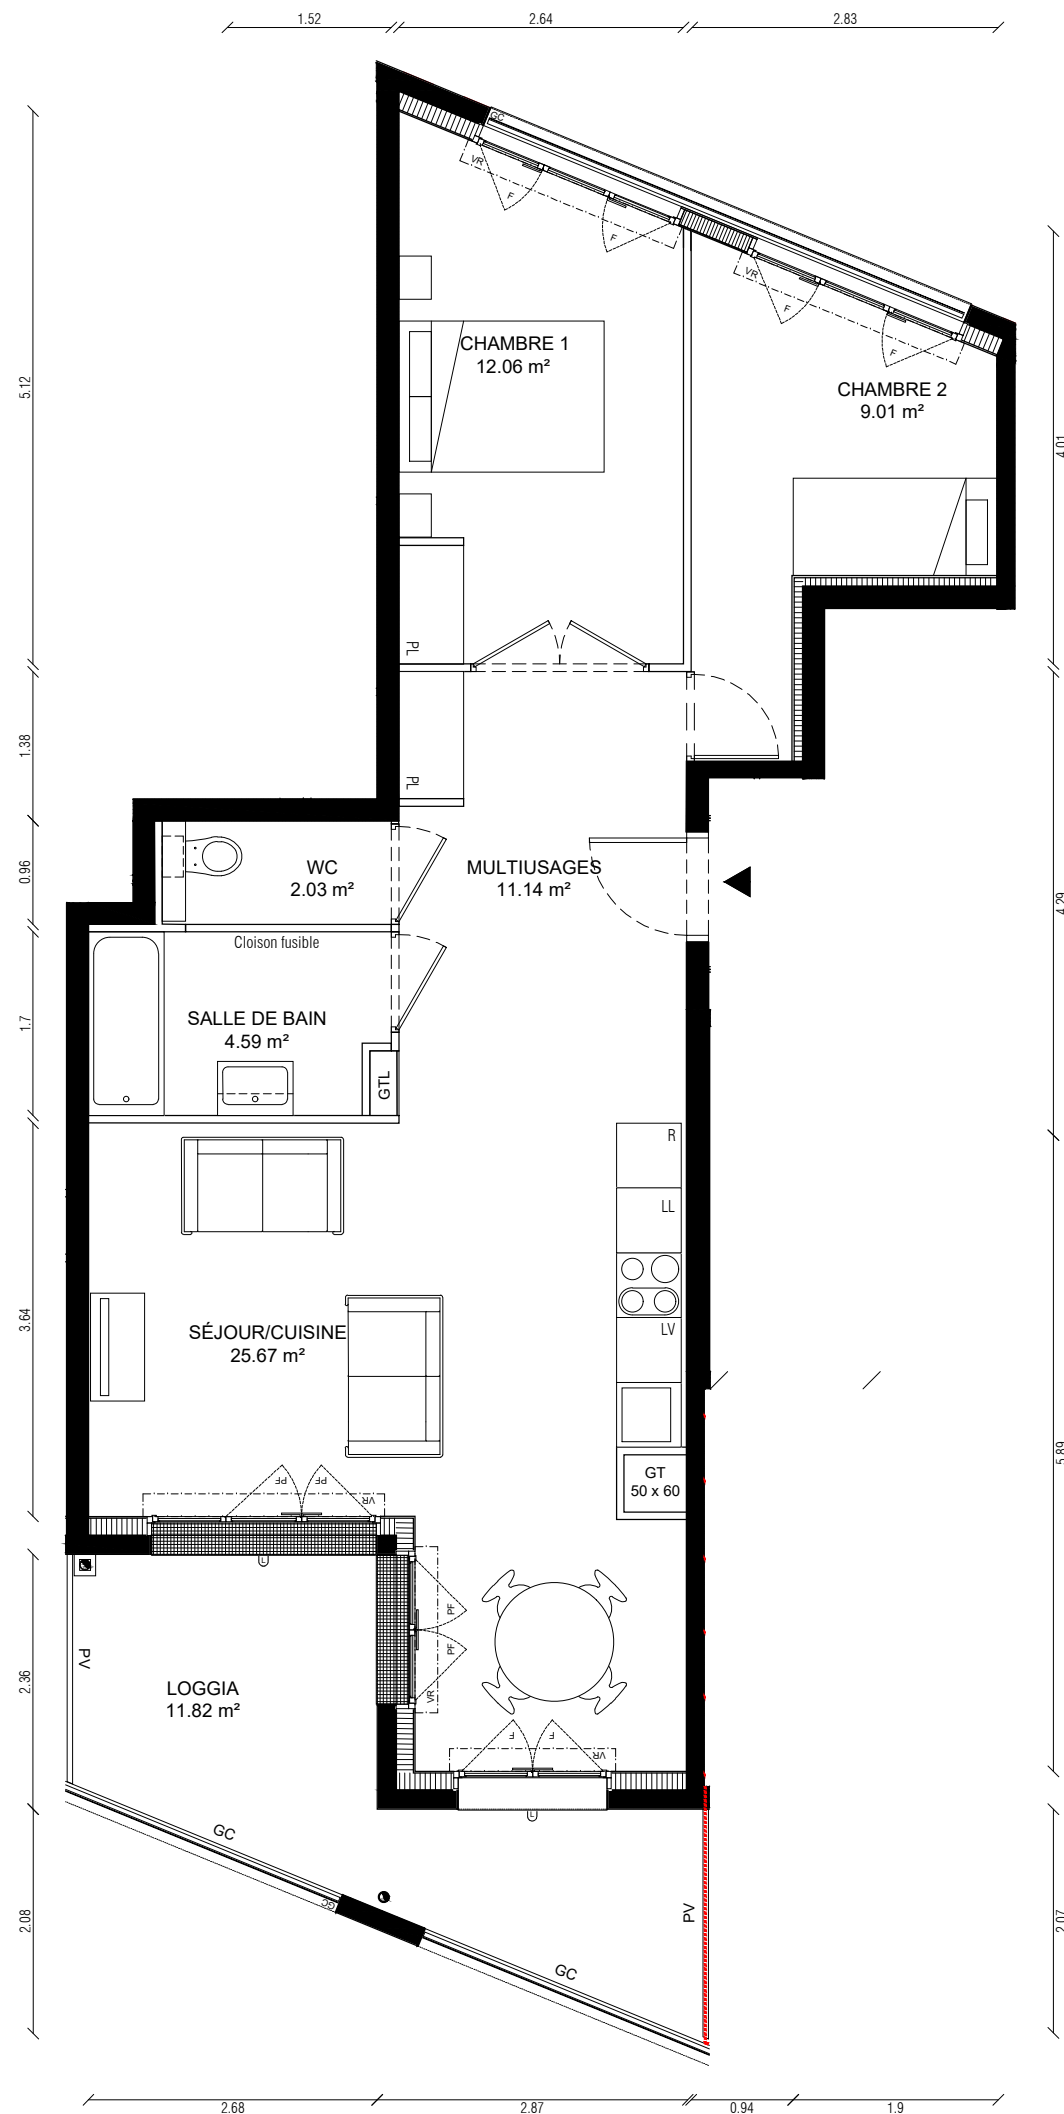 1.52
2.64
2.83
GC
VR
F
F
VR
F
F
CHAMBRE 1
12.06 m²
CHAMBRE 2
9.01 m²
5.12
4.01
PL
PL
1.38
0.96
WC
2.03 m²
MULTIUSAGES
11.14 m²
4.29
Cloison fusible
1.7
SALLE DE BAIN
4.59 m²
GTL
R
LL
LV
3.64
SÉJOUR/CUISINE
25.67 m²
5.89
GT
50 x 60
PF
PF
VR
L
PF
PF
VR
PV
2.36
LOGGIA
11.82 m²
F
F
VR
L
GC
GC
GC
PV
2.08
2.07
2.68
2.87
0.94
1.9